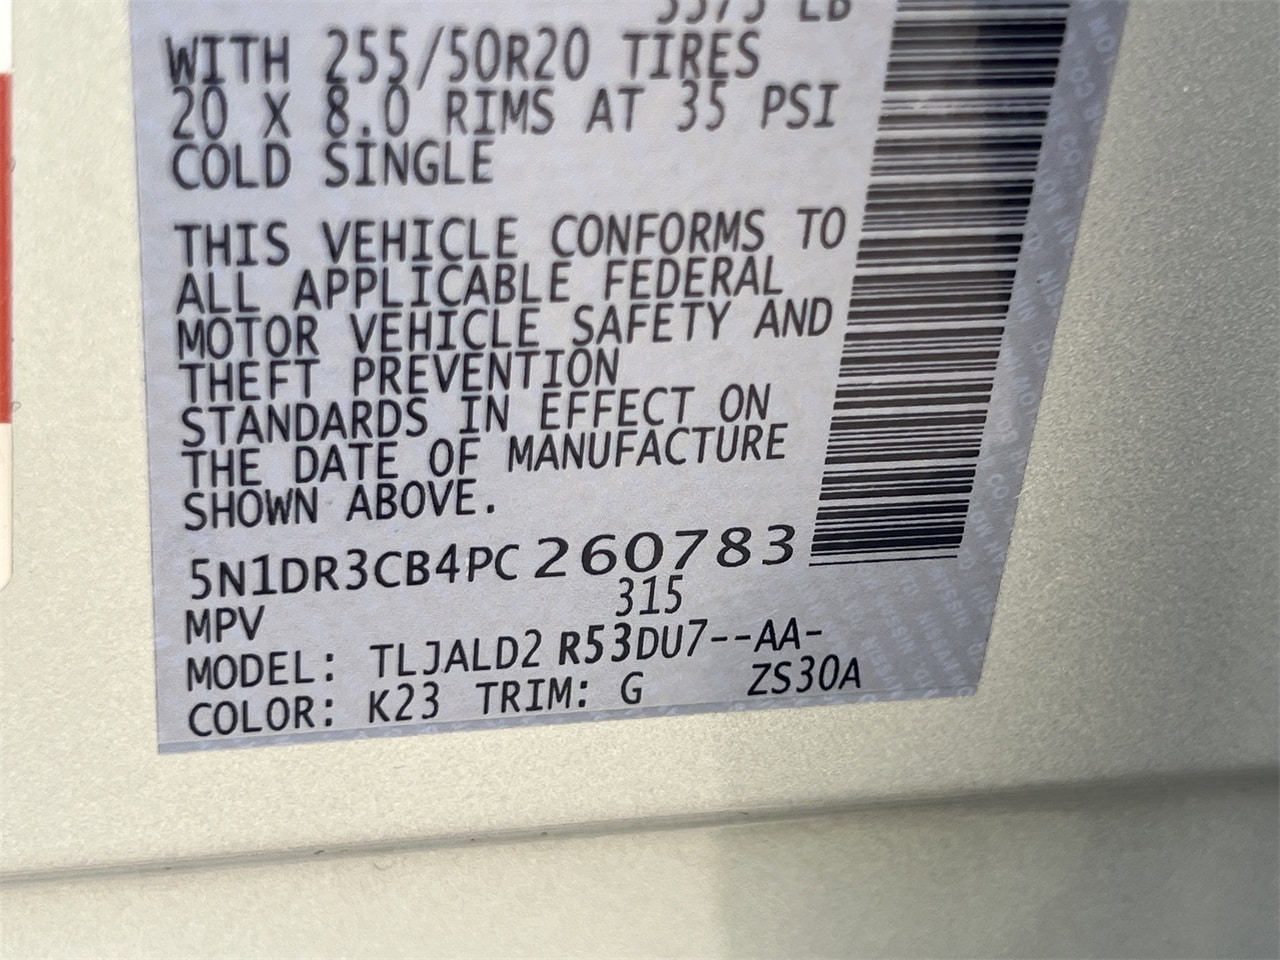 LB
WITH 255/50R20 TIRES
20 X 8.0 RIMS AT 35 PSI
COLD SINGLE
THIS VEHICLE CONFORMS TO
ALL APPLICABLE FEDERAL
MOTOR VEHICLE SAFETY AND
THEFT PREVENTION
STANDARDS IN EFFECT ON
THE DATE OF MANUFACTURE
SHOWN ABOVE.
5N1DR3CB4PC260783
MPV 315
MODEL: TLJALD2 R53DU7--AA-
COLOR: K23 TRIM: G ZS30A